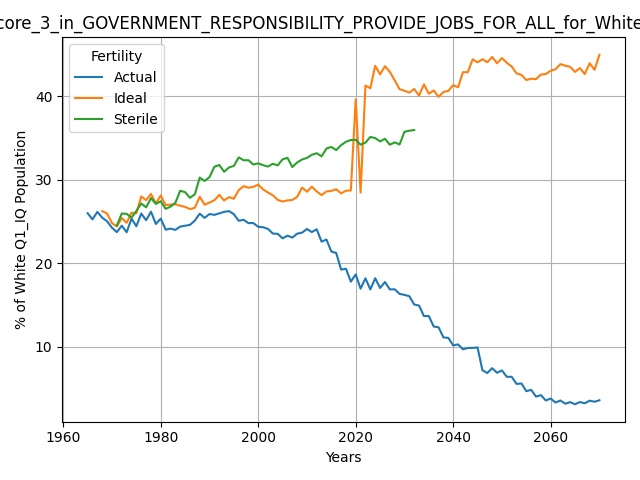 core_3_in_GOVERNMENT_RESPONSIBILITY_PROVIDE_JOBS_FOR_ALL_for_White
Fertility
Actual
Ideal
Sterile
% of White Q1_IQ Population
40
30
20
10
1960 1980 2000 2020 2040 2060
Years